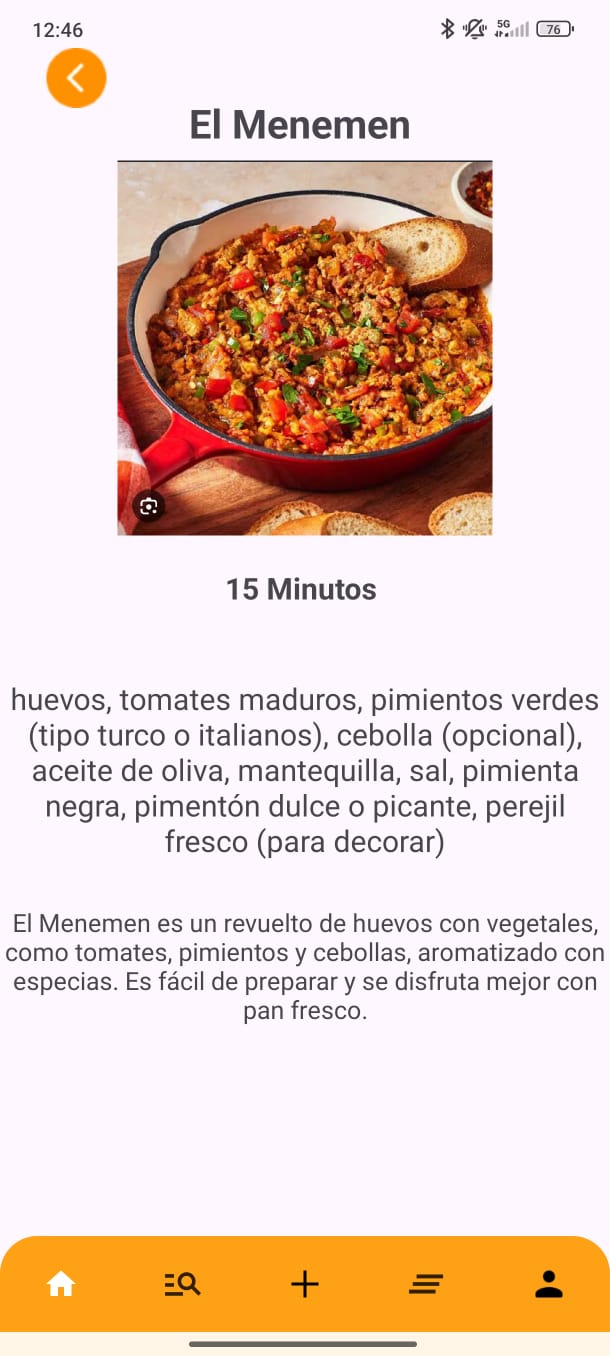 12:46
5G
76
El Menemen
15 Minutos
huevos, tomates maduros, pimientos verdes
(tipo turco o italianos), cebolla (opcional),
aceite de oliva, mantequilla, sal, pimienta
negra, pimentón dulce o picante, perejil
fresco (para decorar)
El Menemen es un revuelto de huevos con vegetales,
como tomates, pimientos y cebollas, aromatizado con
especias. Es fácil de preparar y se disfruta mejor con
pan fresco.